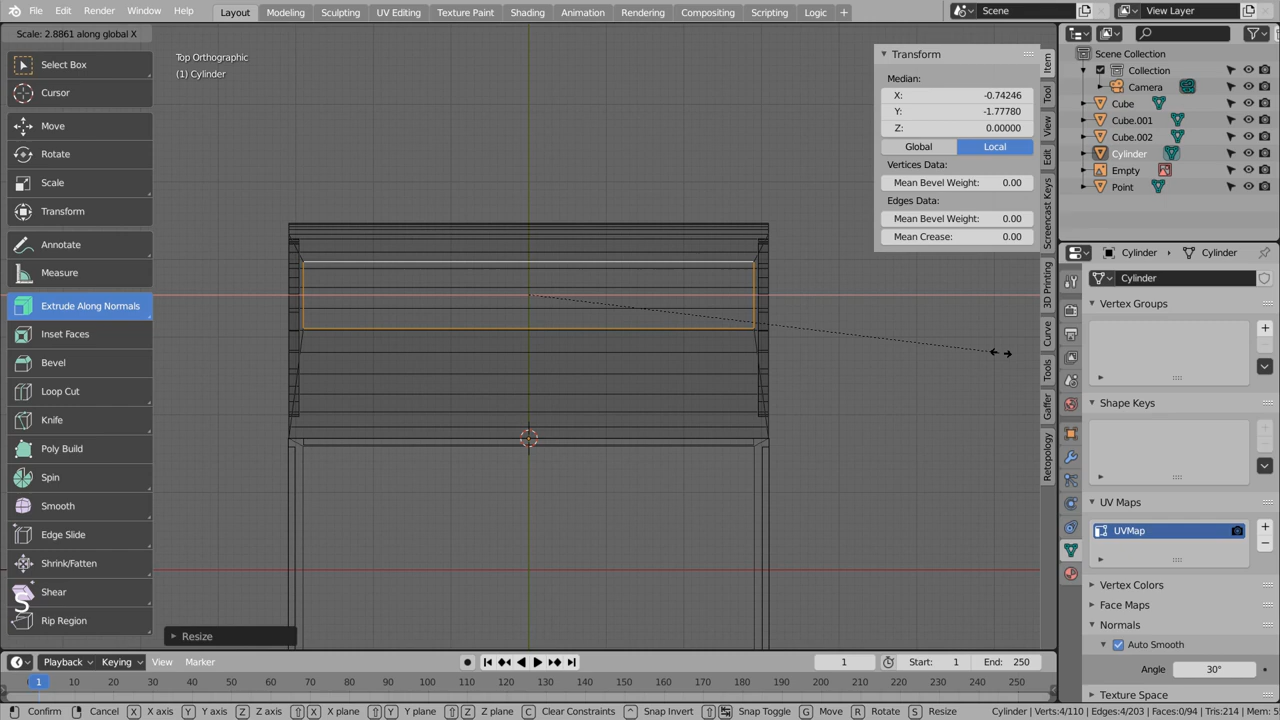 File Edit Render Window Help Layout Modeling Sculpting UV Editing Texture Paint Shading Animation Rendering Compositing Scripting Logic + Scene View Layer
Scale: 2.8861 along global X
Select Box
Cursor
Move
Rotate
Scale
Transform
Annotate
Measure
Extrude Along Normals
Inset Faces
Bevel
Loop Cut
Knife
Poly Build
Spin
Smooth
Edge Slide
Shrink/Fatten
Shear
S
Rip Region
Top Orthographic
(1) Cylinder
Resize
Transform
Median:
X: -0.74246
Y: -1.77780
Z: 0.00000
Global Local
Vertices Data:
Mean Bevel Weight: 0.00
Edges Data:
Mean Bevel Weight: 0.00
Mean Crease: 0.00
Item
Tool
View
Edit
Screencast Keys
3D Printing
Curve
Tools
Gaffer
Retopology
Scene Collection
Collection
Camera
Cube
Cube.001
Cube.002
Cylinder
Empty
Point
Cylinder Cylinder
Cylinder
Vertex Groups
Shape Keys
UV Maps
UVMap
Vertex Colors
Face Maps
Normals
Auto Smooth
Angle 30°
Texture Space
Playback Keying View Marker 1 Start: 1 End: 250
1 10 20 30 40 50 60 70 80 90 100 110 120 130 140 150 160 170 180 190 200 210 220 230 240 250
Confirm Cancel X X axis Y Y axis Z Z axis X X plane Y Y plane Z Z plane C Clear Constraints Snap Invert Snap Toggle G Move R Rotate S Resize Cylinder | Verts:4/110 | Edges:4/203 | Faces:0/94 | Tris:214 | Mem: 5